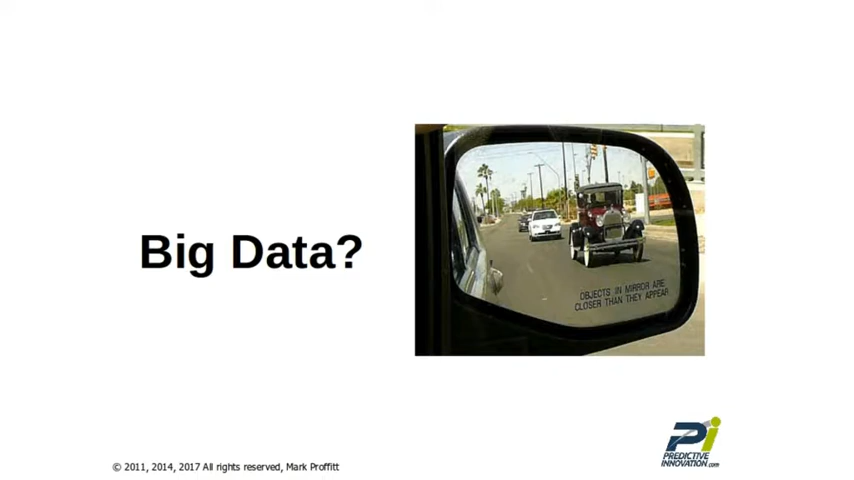 Big Data?
OBJECTS IN MIRROR ARE
CLOSER THAN THEY APPEAR
Pi
PREDICTIVE
INNOVATION.com
© 2011, 2014, 2017 All rights reserved, Mark Proffitt